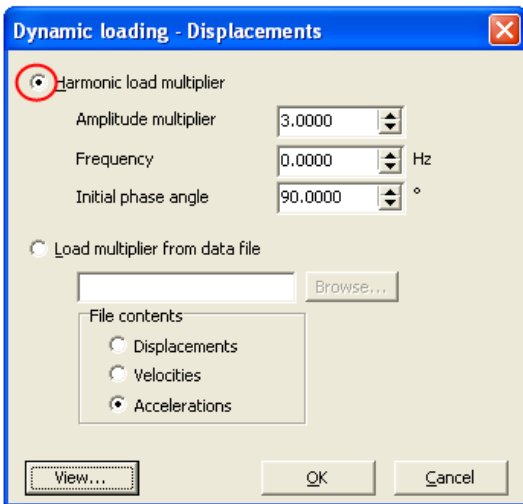 Dynamic loading - Displacements
Harmonic load multiplier
Amplitude multiplier 3.0000
Frequency 0.0000 Hz
Initial phase angle 90.0000 °
Load multiplier from data file
Browse...
File contents
Displacements
Velocities
Accelerations
View... OK Cancel